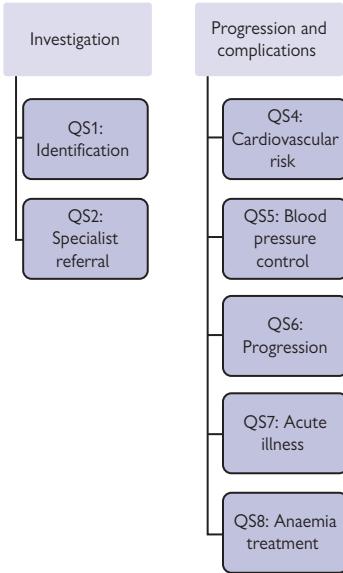 Investigation
QS1:
Identification
QS2:
Specialist
referral
Progression and
complications
QS4:
Cardiovascular
risk
QS5: Blood
pressure
control
QS6:
Progression
QS7: Acute
illness
QS8: Anaemia
treatment